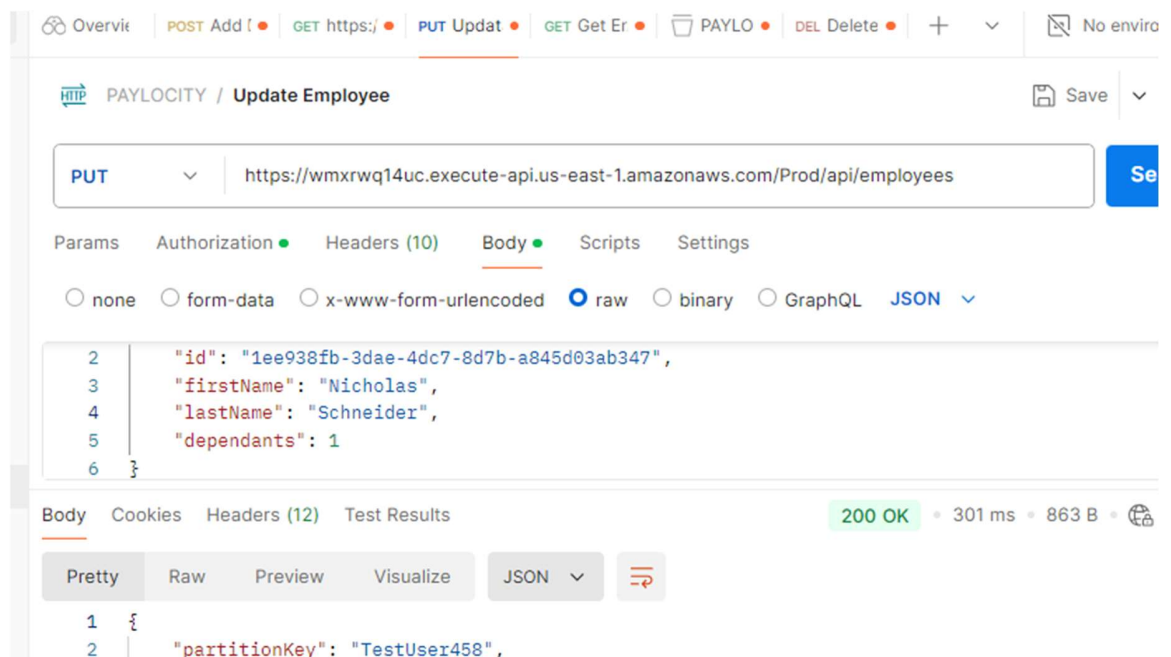 Overvie POST Add [ GET https:/ PUT Updat GET Get Er PAYLO DEL Delete No enviro
HTTP PAYLOCITY / Update Employee Save
PUT https://wmxrwq14uc.execute-api.us-east-1.amazonaws.com/Prod/api/employees Se
Params Authorization Headers (10) Body Scripts Settings
none form-data x-www-form-urlencoded raw binary GraphQL JSON
2 "id": "1ee938fb-3dae-4dc7-8d7b-a845d03ab347",
3 "firstName": "Nicholas",
4 "lastName": "Schneider",
5 "dependants": 1
6 }
Body Cookies Headers (12) Test Results 200 OK • 301 ms • 863 B •
Pretty Raw Preview Visualize JSON
1 {
2 "partitionKey": "TestUser458",